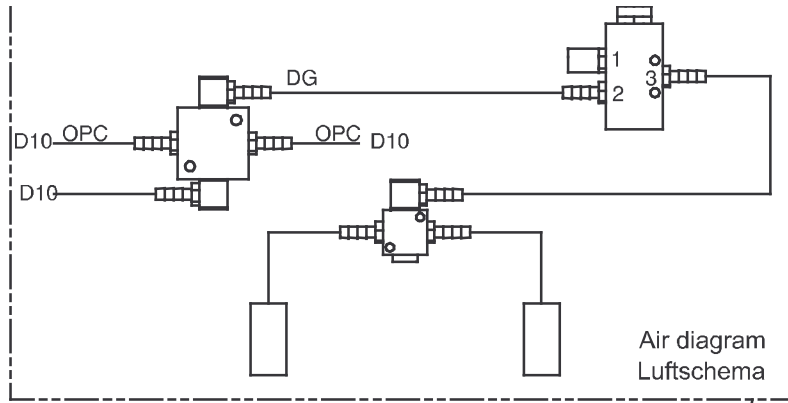 1
DG
3
2
D10 OPC
OPC D10
D10
Air diagram
Luftschema